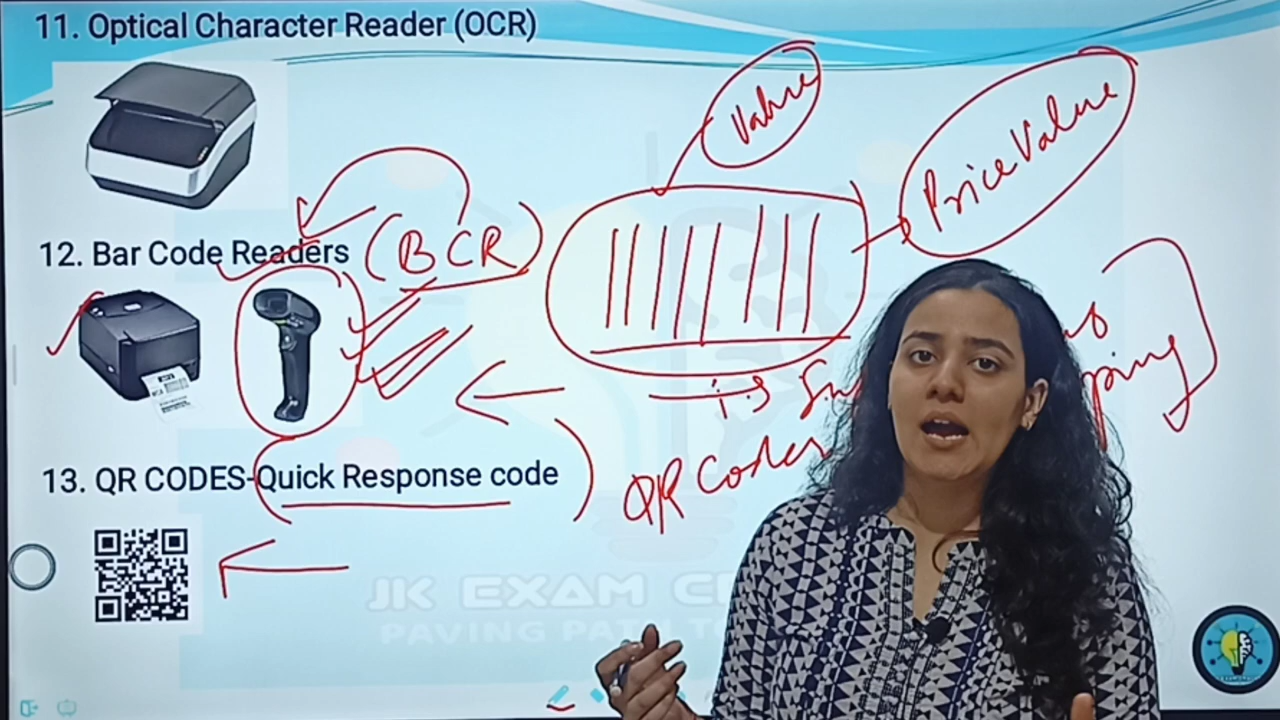 11. Optical Character Reader (OCR)
Value
Price Value
12. Bar Code Readers (BCR)
13. QR CODES-Quick Response code
QR Codes
JK EXAM
PAVING PATH